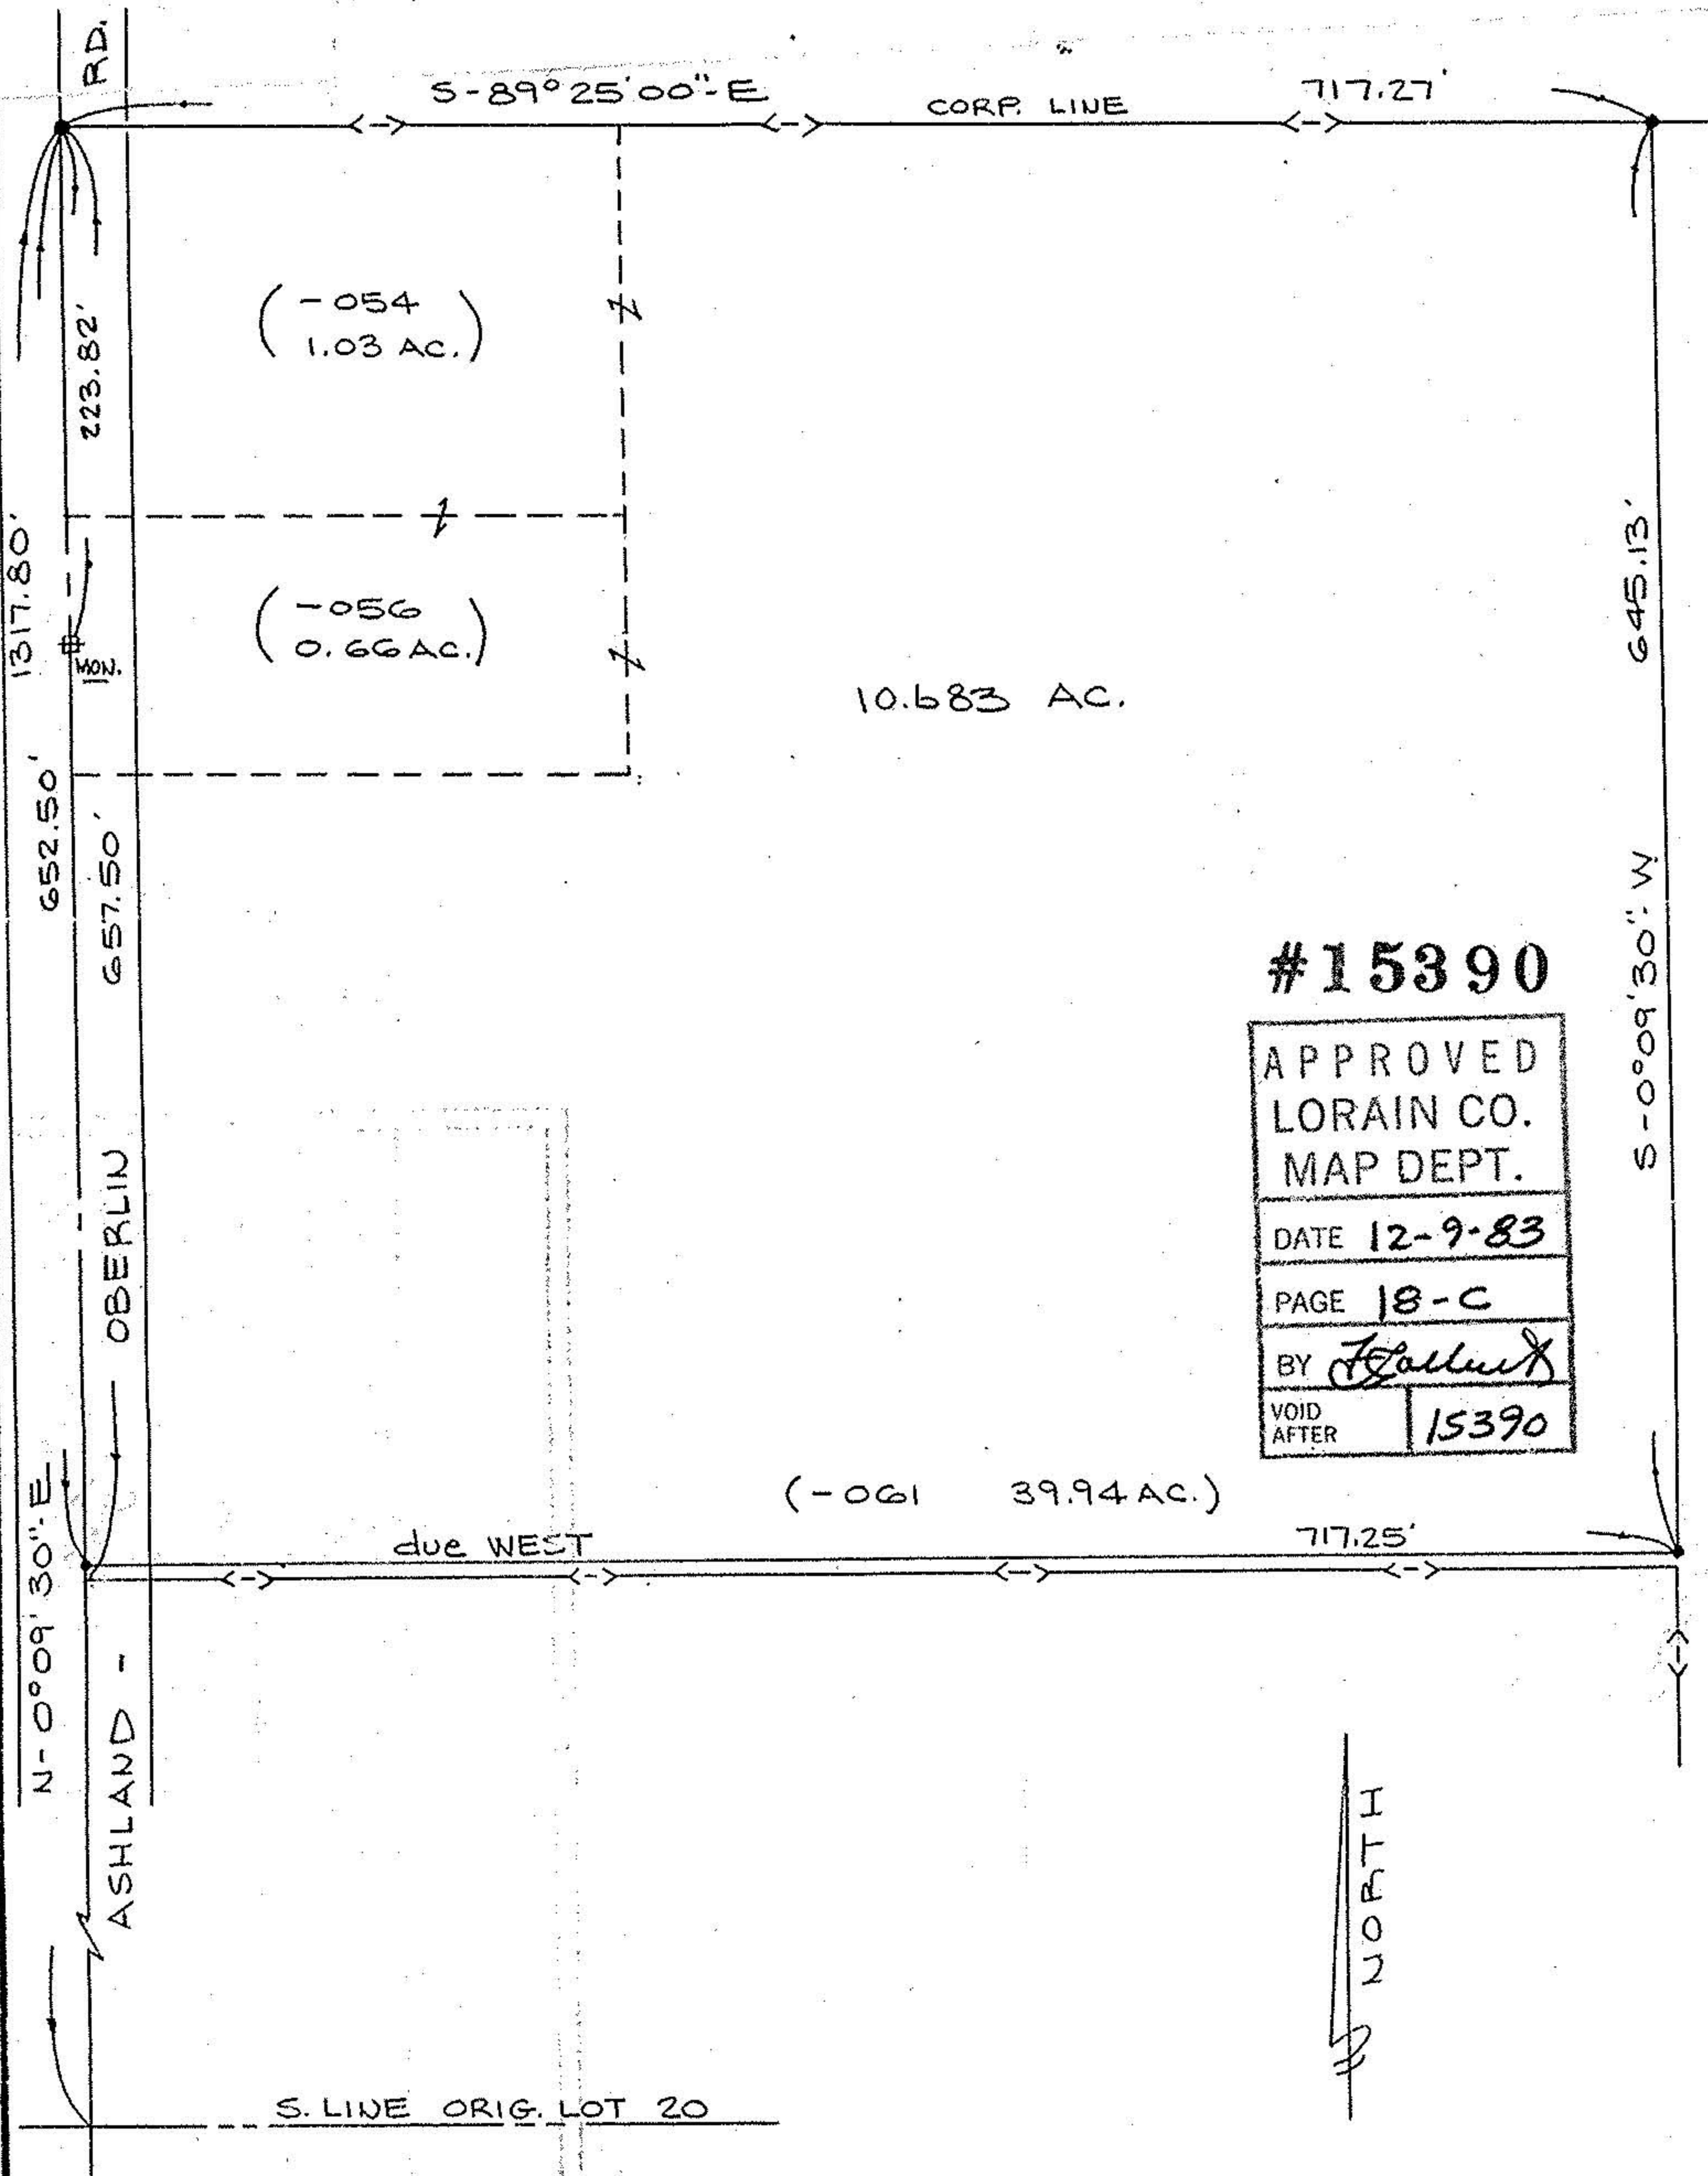 RD.
S-89°25'00"-E
CORP. LINE
717.27'
223.82'
(-054
1.03 AC.)
1317.80'
(-056
0.66 AC.)
MON.
645.13'
10.683 AC.
652.50'
657.50'
S-0°09'30"-W
#15390
APPROVED
LORAIN CO.
MAP DEPT.
DATE 12-9-83
PAGE 18-C
BY
VOID
AFTER
15390
OBERLIN
(-061 39.94 AC.)
N-0°09'30"-E
due WEST
717.25'
ASHLAND -
NORTH
S. LINE ORIG. LOT 20